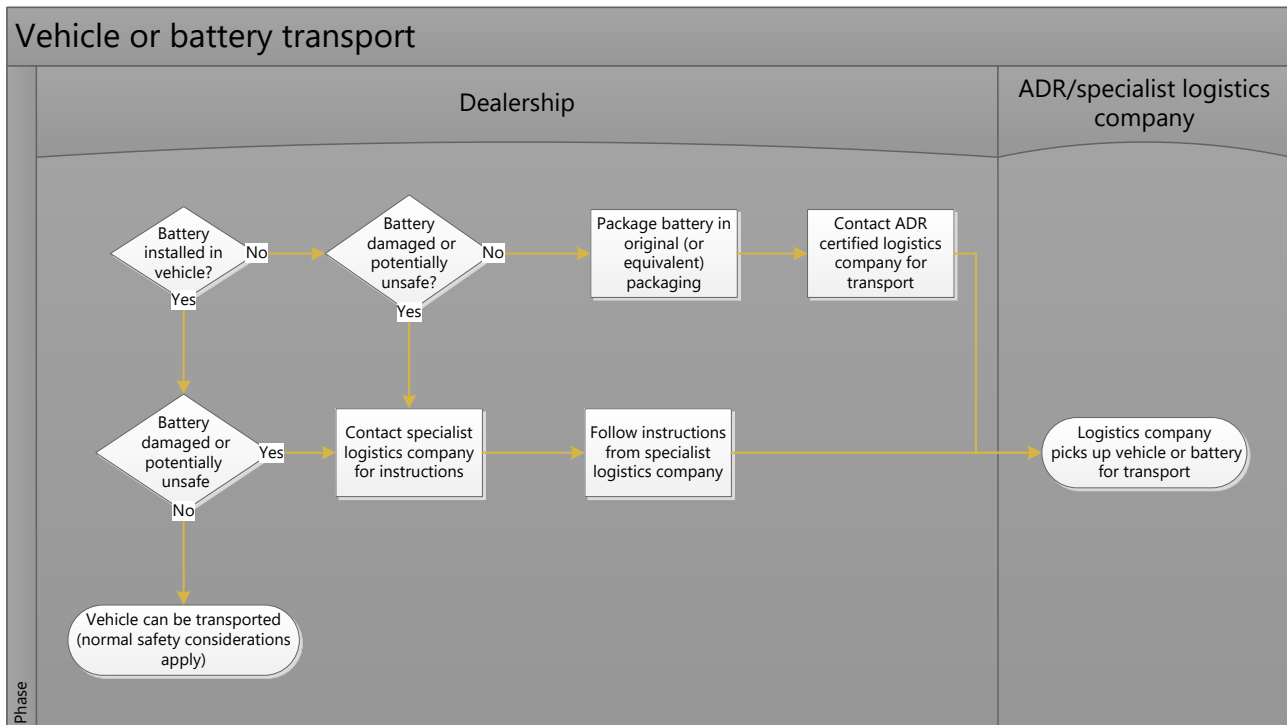 Vehicle or battery transport
Dealership
ADR/specialist logistics
company
Battery
installed in
vehicle?
No
Yes
Battery
damaged or
potentially
unsafe?
No
Yes
Package battery in
original (or
equivalent)
packaging
Contact ADR
certified logistics
company for
transport
Battery
damaged or
potentially
unsafe
Yes
No
Contact specialist
logistics company
for instructions
Follow instructions
from specialist
logistics company
Logistics company
picks up vehicle or battery
for transport
Vehicle can be transported
(normal safety considerations
apply)
Phase